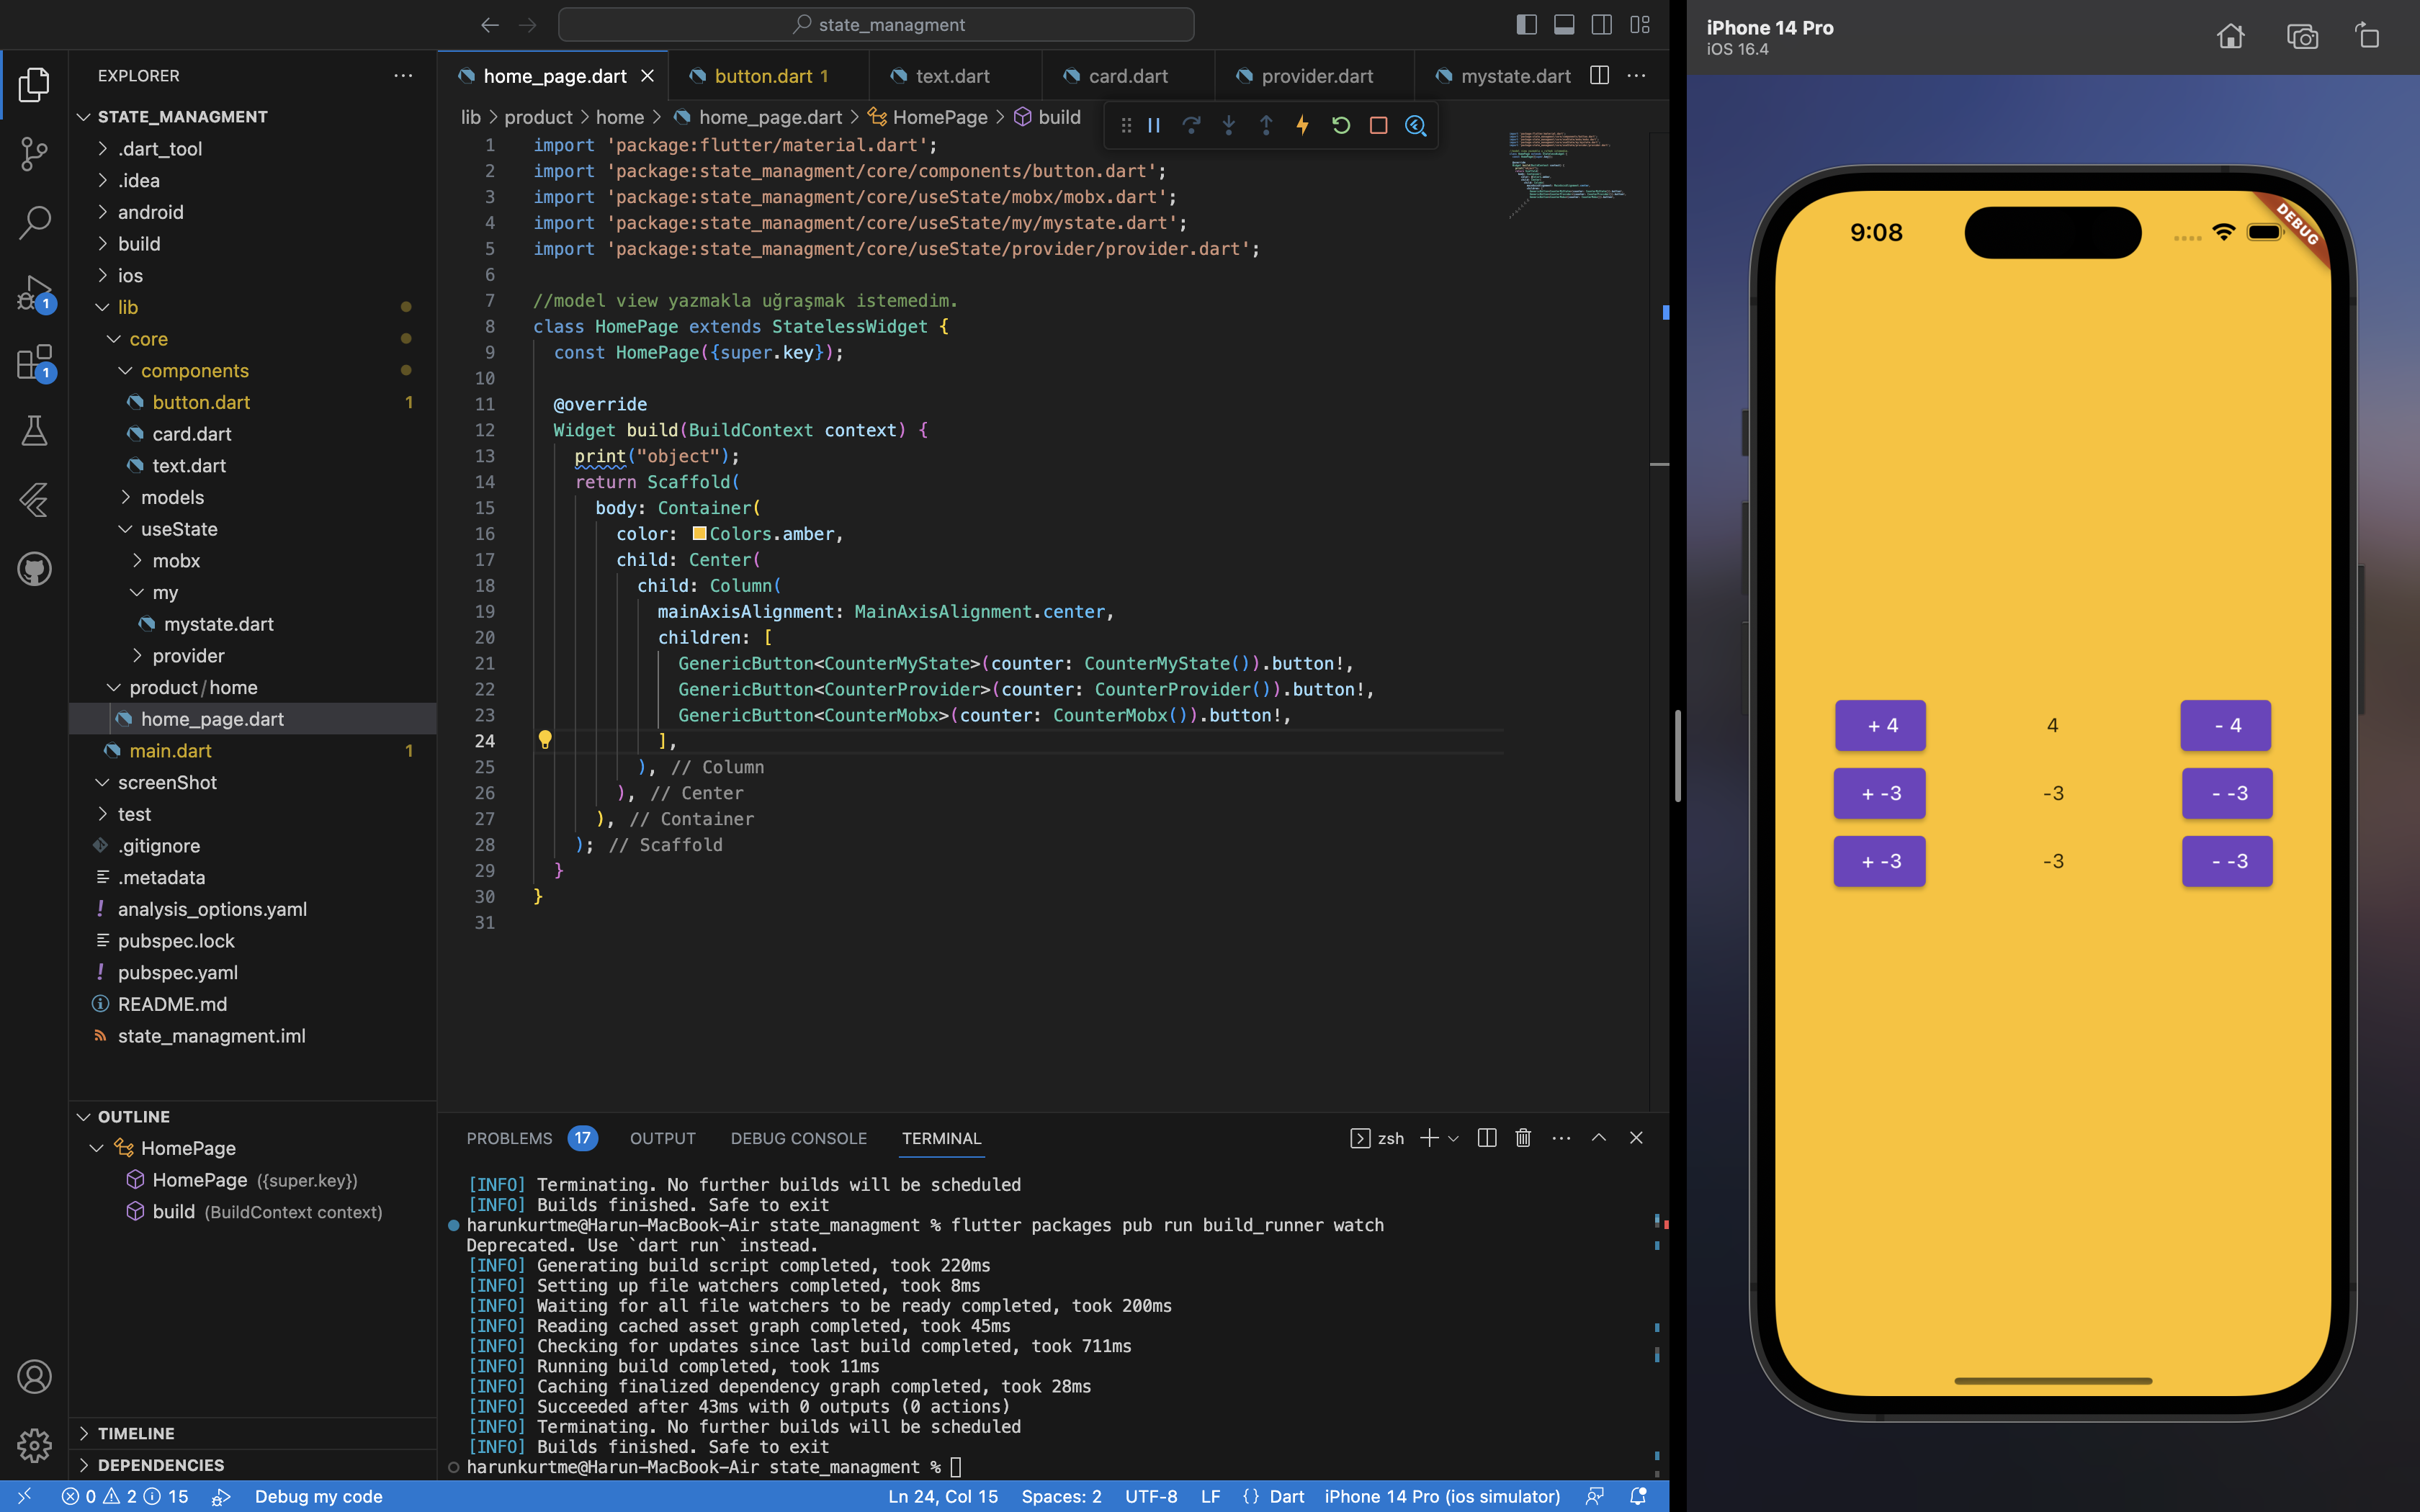 state_managment
iPhone 14 Pro
iOS 16.4
EXPLORER
STATE_MANAGMENT
.dart_tool
.idea
android
build
ios
lib
core
components
button.dart 1
card.dart
text.dart
models
useState
mobx
my
mystate.dart
provider
product/home
home_page.dart
main.dart 1
screenShot
test
.gitignore
.metadata
analysis_options.yaml
pubspec.lock
pubspec.yaml
README.md
state_managment.iml
OUTLINE
HomePage
HomePage ({super.key})
build (BuildContext context)
TIMELINE
DEPENDENCIES
1
1
home_page.dart button.dart 1 text.dart card.dart provider.dart mystate.dart
lib > product > home > home_page.dart > HomePage > build
1 import 'package:flutter/material.dart';
2 import 'package:state_managment/core/components/button.dart';
3 import 'package:state_managment/core/useState/mobx/mobx.dart';
4 import 'package:state_managment/core/useState/my/mystate.dart';
5 import 'package:state_managment/core/useState/provider/provider.dart';
6
7 //model view yazmakla uğraşmak istemedim.
8 class HomePage extends StatelessWidget {
9 const HomePage({super.key});
10
11 @override
12 Widget build(BuildContext context) {
13 print("object");
14 return Scaffold(
15 body: Container(
16 color: Colors.amber,
17 child: Center(
18 child: Column(
19 mainAxisAlignment: MainAxisAlignment.center,
20 children: [
21 GenericButton<CounterMyState>(counter: CounterMyState()).button!,
22 GenericButton<CounterProvider>(counter: CounterProvider()).button!,
23 GenericButton<CounterMobx>(counter: CounterMobx()).button!,
24 ],
25 ), // Column
26 ), // Center
27 ), // Container
28 ); // Scaffold
29 }
30 }
31
PROBLEMS 17 OUTPUT DEBUG CONSOLE TERMINAL zsh
[INFO] Terminating. No further builds will be scheduled
[INFO] Builds finished. Safe to exit
harunkurtme@Harun-MacBook-Air state_managment % flutter packages pub run build_runner watch
Deprecated. Use `dart run` instead.
[INFO] Generating build script completed, took 220ms
[INFO] Setting up file watchers completed, took 8ms
[INFO] Waiting for all file watchers to be ready completed, took 200ms
[INFO] Reading cached asset graph completed, took 45ms
[INFO] Checking for updates since last build completed, took 711ms
[INFO] Running build completed, took 11ms
[INFO] Caching finalized dependency graph completed, took 28ms
[INFO] Succeeded after 43ms with 0 outputs (0 actions)
[INFO] Terminating. No further builds will be scheduled
[INFO] Builds finished. Safe to exit
harunkurtme@Harun-MacBook-Air state_managment %
0 2 15 Debug my code Ln 24, Col 15 Spaces: 2 UTF-8 LF {} Dart iPhone 14 Pro (ios simulator)
9:08
DEBUG
+ 4 4 - 4
+ -3 -3 - -3
+ -3 -3 - -3